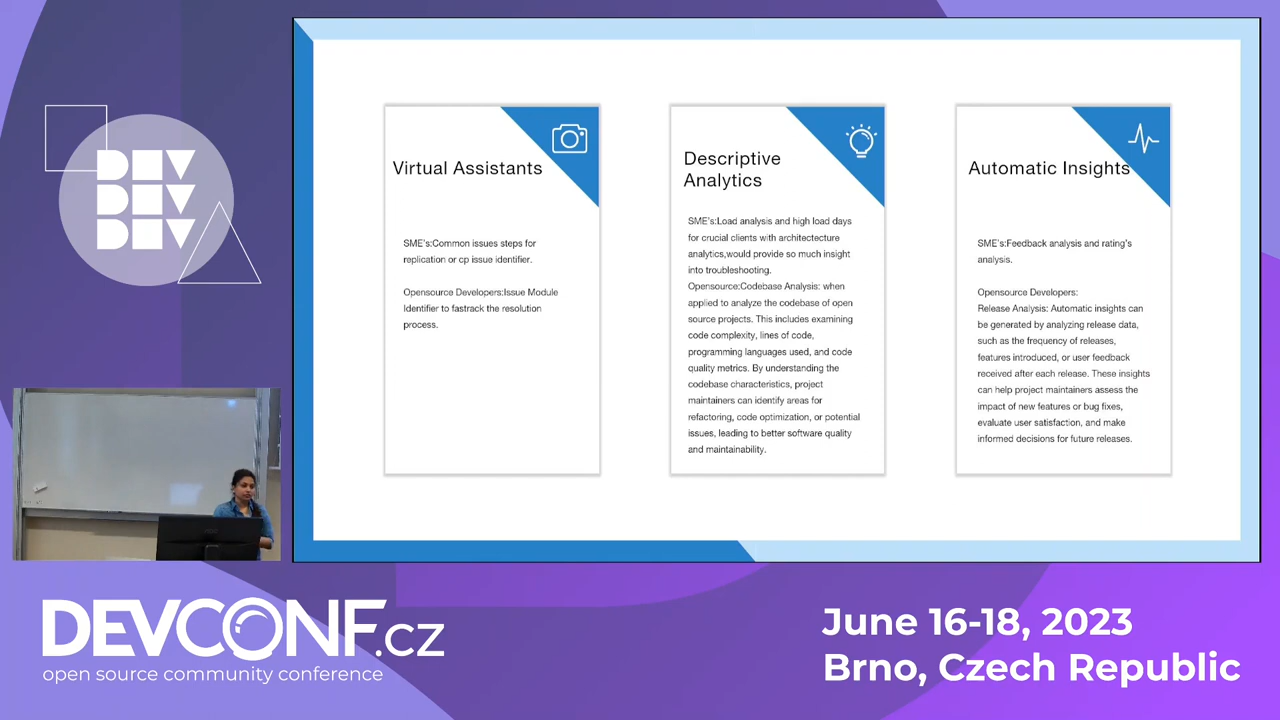 DEV
DEV
DEV
Virtual Assistants
SME's:Common issues steps for
replication or cp issue identifier.
Opensource Developers:Issue Module
Identifier to fastrack the resolution
process.
Descriptive
Analytics
SME's:Load analysis and high load days
for crucial clients with architectecture
analytics,would provide so much insight
into troubleshooting.
Opensource:Codebase Analysis: when
applied to analyze the codebase of open
source projects. This includes examining
code complexity, lines of code,
programming languages used, and code
quality metrics. By understanding the
codebase characteristics, project
maintainers can identify areas for
refactoring, code optimization, or potential
issues, leading to better software quality
and maintainability.
Automatic Insights
SME's:Feedback analysis and rating's
analysis.
Opensource Developers:
Release Analysis: Automatic insights can
be generated by analyzing release data,
such as the frequency of releases,
features introduced, or user feedback
received after each release. These insights
can help project maintainers assess the
impact of new features or bug fixes,
evaluate user satisfaction, and make
informed decisions for future releases.
DEVCONF.cz
open source community conference
June 16-18, 2023
Brno, Czech Republic